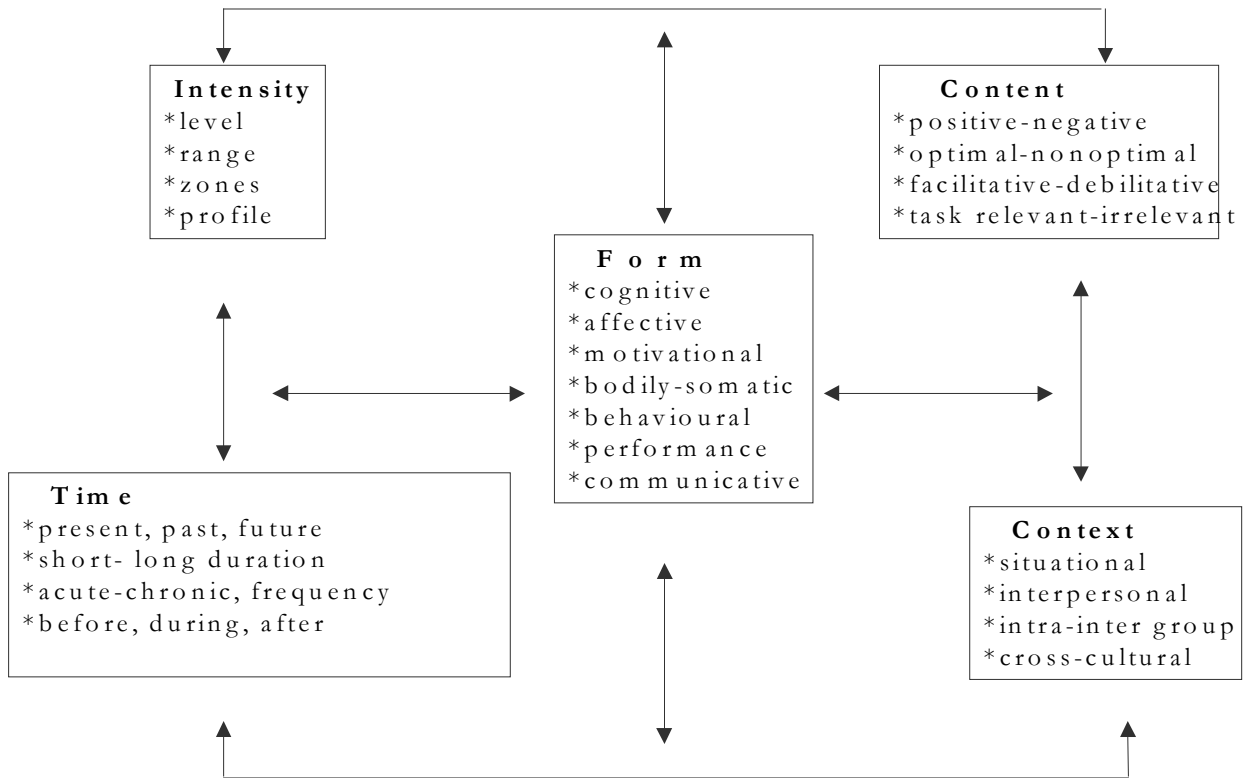 Intensity
*level
*range
*zones
*profile
Content
*positive-negative
*optimal-nonoptimal
*facilitative-debilitative
*task relevant-irrelevant
Form
*cognitive
*affective
*motivational
*bodily-somatic
*behavioural
*performance
*communicative
Time
*present, past, future
*short- long duration
*acute-chronic, frequency
*before, during, after
Context
*situational
*interpersonal
*intra-inter group
*cross-cultural